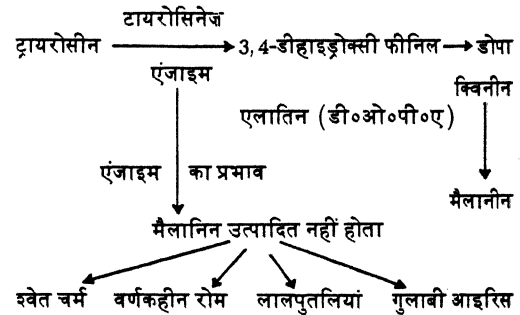 टायरोसिनेज़
ट्रायरोसीन 3, 4-डीहाइड्रोक्सी फीनिल डोपा
एंजाइम क्विनीन
एलातिन (डी०ओ०पी०ए)
एंजाइम का प्रभाव
मैलानीन
मैलानिन उत्पादित नहीं होता
श्वेत चर्म वर्णकहीन रोम लालपुतलियां गुलाबी आइरिस